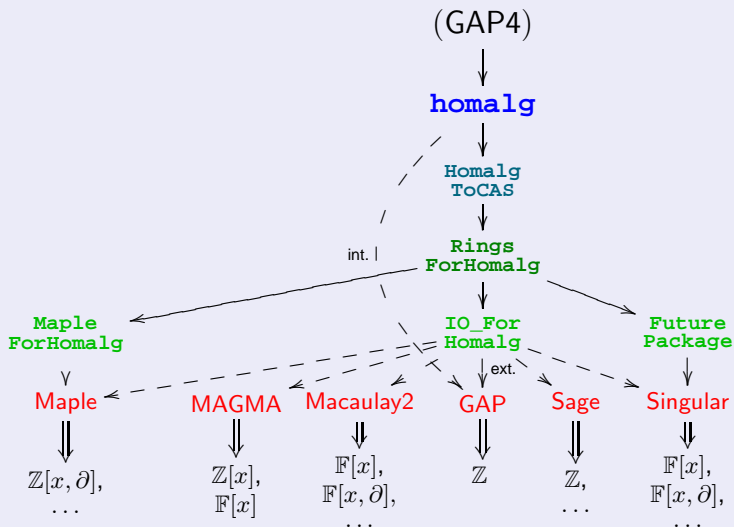 (GAP4)
homalg
Homalg
ToCAS
int.
Rings
ForHomalg
Maple
ForHomalg
IO_For
Homalg
Future
Package
ext.
Maple MAGMA Macaulay2 GAP Sage Singular
ℤ[x, ∂],
...
ℤ[x],
𝔽[x]
𝔽[x],
𝔽[x, ∂],
...
ℤ
ℤ,
...
𝔽[x],
𝔽[x, ∂],
...